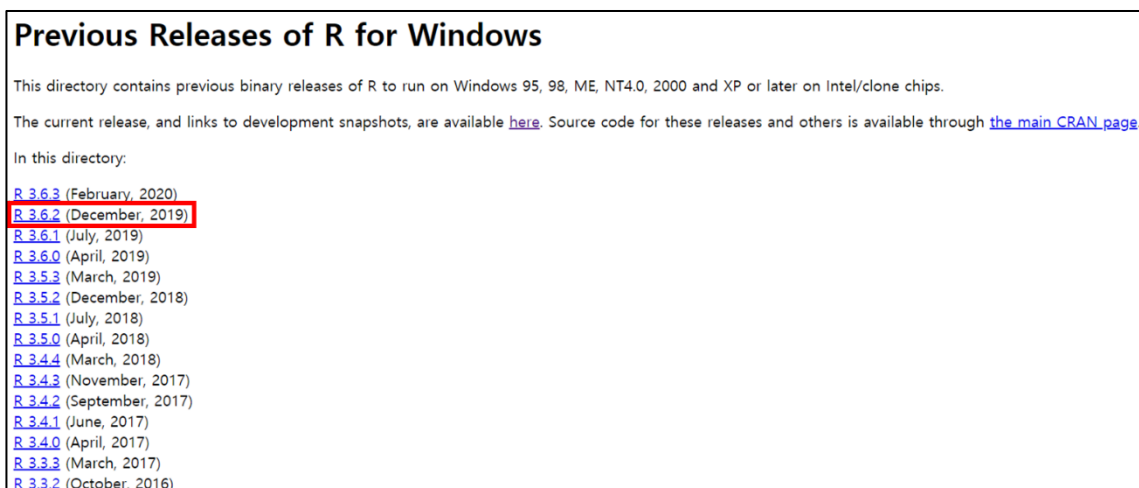 Previous Releases of R for Windows
This directory contains previous binary releases of R to run on Windows 95, 98, ME, NT4.0, 2000 and XP or later on Intel/clone chips.
The current release, and links to development snapshots, are available here. Source code for these releases and others is available through the main CRAN page
In this directory:
R 3.6.3 (February, 2020)
R 3.6.2 (December, 2019)
R 3.6.1 (July, 2019)
R 3.6.0 (April, 2019)
R 3.5.3 (March, 2019)
R 3.5.2 (December, 2018)
R 3.5.1 (July, 2018)
R 3.5.0 (April, 2018)
R 3.4.4 (March, 2018)
R 3.4.3 (November, 2017)
R 3.4.2 (September, 2017)
R 3.4.1 (June, 2017)
R 3.4.0 (April, 2017)
R 3.3.3 (March, 2017)
R 3.3.2 (October, 2016)